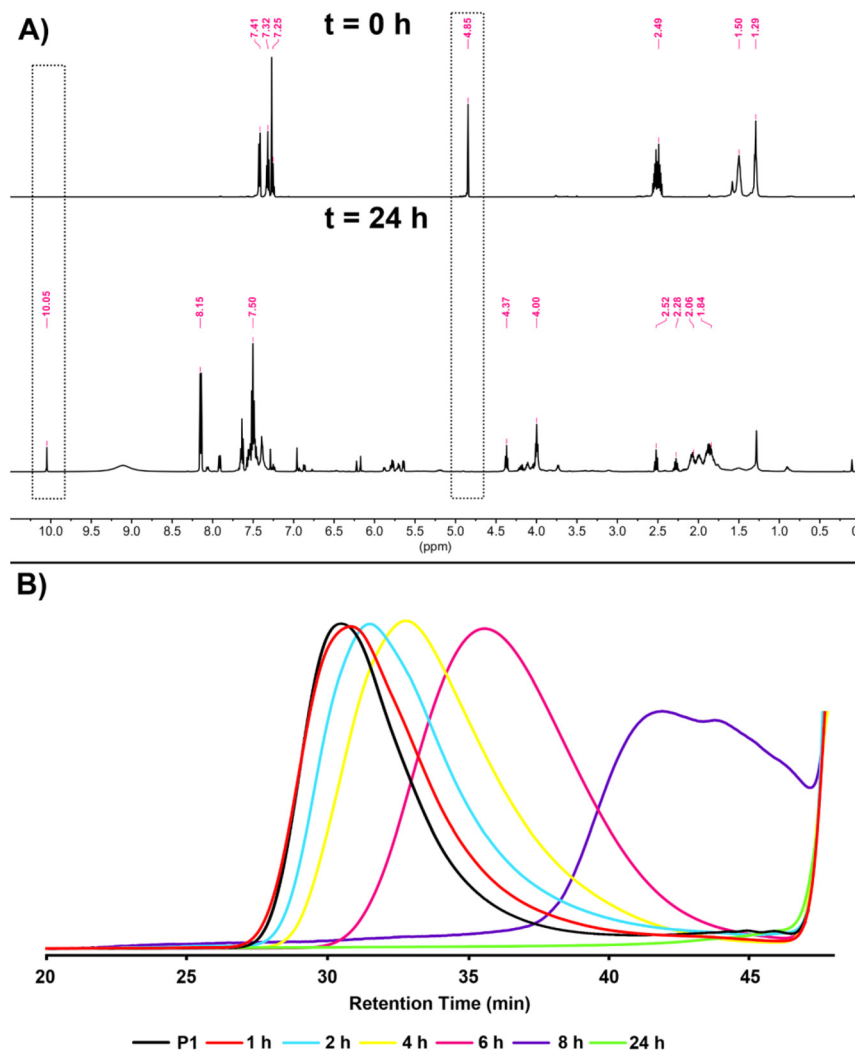 A)
t = 0 h
7.41
7.32
7.25
4.85
2.49
1.50
1.29
t = 24 h
10.05
8.15
7.50
4.37
4.00
2.52
2.28
2.06
1.84
10.0 9.5 9.0 8.5 8.0 7.5 7.0 6.5 6.0 5.5 5.0 4.5 4.0 3.5 3.0 2.5 2.0 1.5 1.0 0.5 0
(ppm)
B)
20 25 30 35 40 45
Retention Time (min)
P1 1 h 2 h 4 h 6 h 8 h 24 h